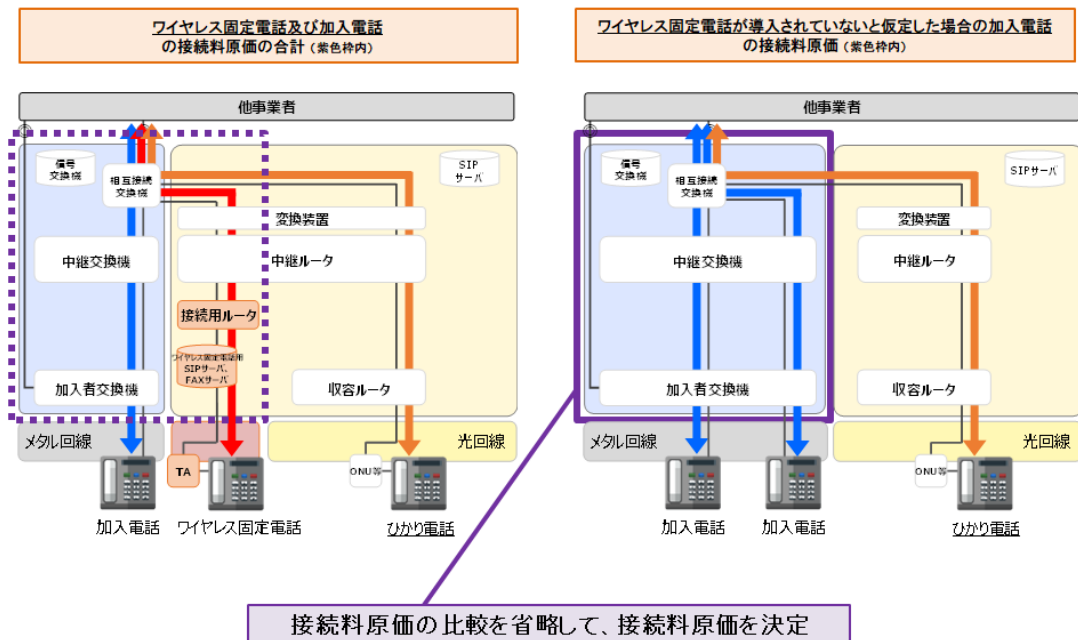 ワイヤレス固定電話及び加入電話
の接続料原価の合計（紫色枠内）
他事業者
信号
交換機
相互接続
交換機
SIP
サーバ
変換装置
中継交換機
中継ルータ
接続用ルータ
ワイヤレス固定電話用
SIPサーバ、
FAXサーバ
加入者交換機
収容ルータ
メタル回線
光回線
TA
ONU等
加入電話
ワイヤレス固定電話
ひかり電話
ワイヤレス固定電話が導入されていないと仮定した場合の加入電話
の接続料原価（紫色枠内）
他事業者
信号
交換機
相互接続
交換機
SIPサーバ
変換装置
中継交換機
中継ルータ
加入者交換機
収容ルータ
メタル回線
光回線
ONU等
加入電話
加入電話
ひかり電話
接続料原価の比較を省略して、接続料原価を決定